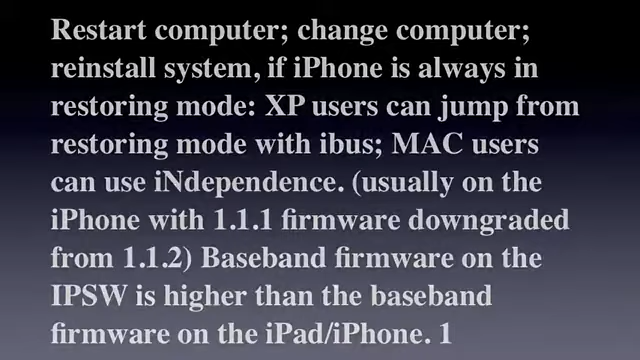 Restart computer; change computer;
reinstall system, if iPhone is always in
restoring mode: XP users can jump from
restoring mode with ibus; MAC users
can use iNdependence. (usually on the
iPhone with 1.1.1 firmware downgraded
from 1.1.2) Baseband firmware on the
IPSW is higher than the baseband
firmware on the iPad/iPhone. 1